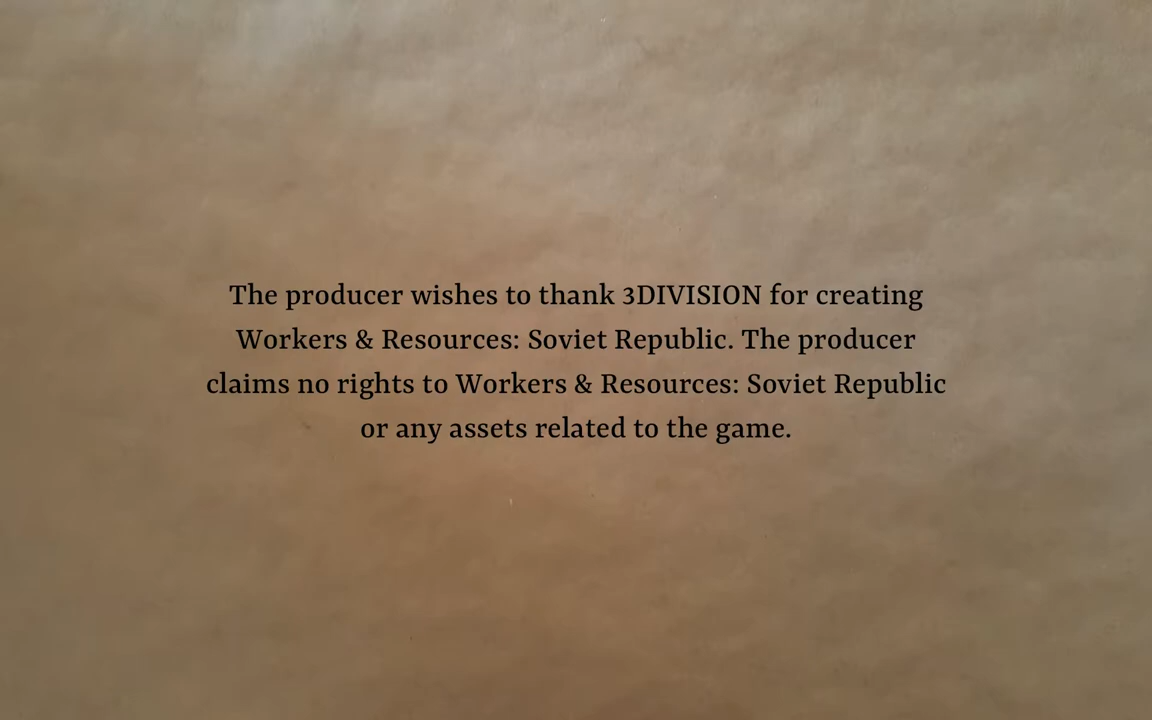 The producer wishes to thank 3DIVISION for creating
Workers & Resources: Soviet Republic. The producer
claims no rights to Workers & Resources: Soviet Republic
or any assets related to the game.